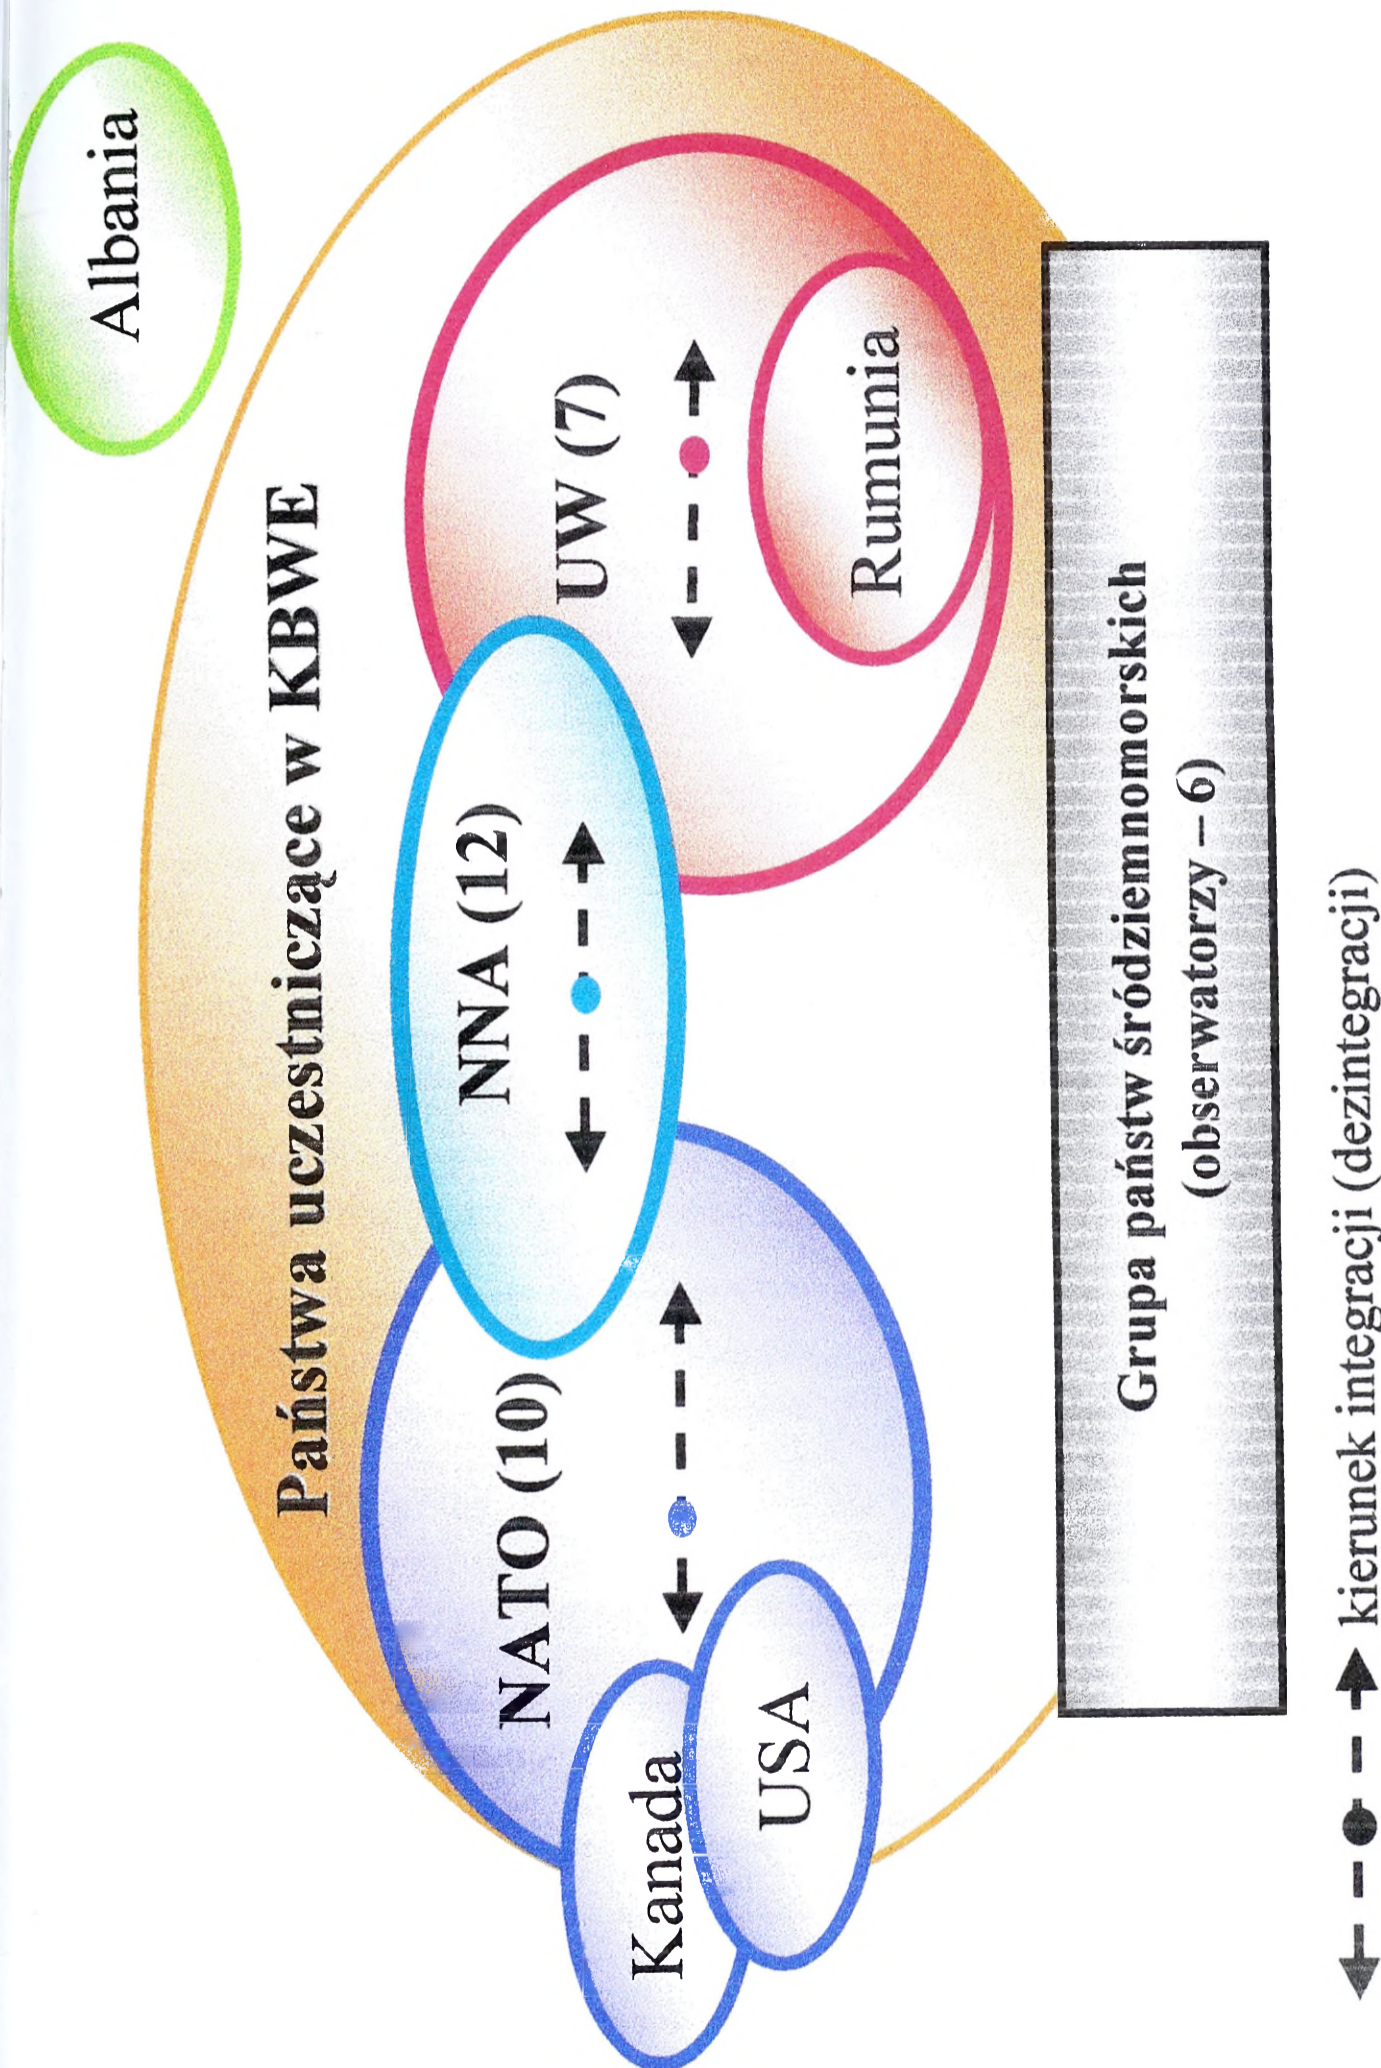 Albania
Państwa uczestniczące w KBWE
NATO (10)
NNA (12)
UW (7)
Kanada
USA
Rumunia
Grupa państw śródziemnomorskich
(obserwatorzy – 6)
kierunek integracji (dezintegracji)